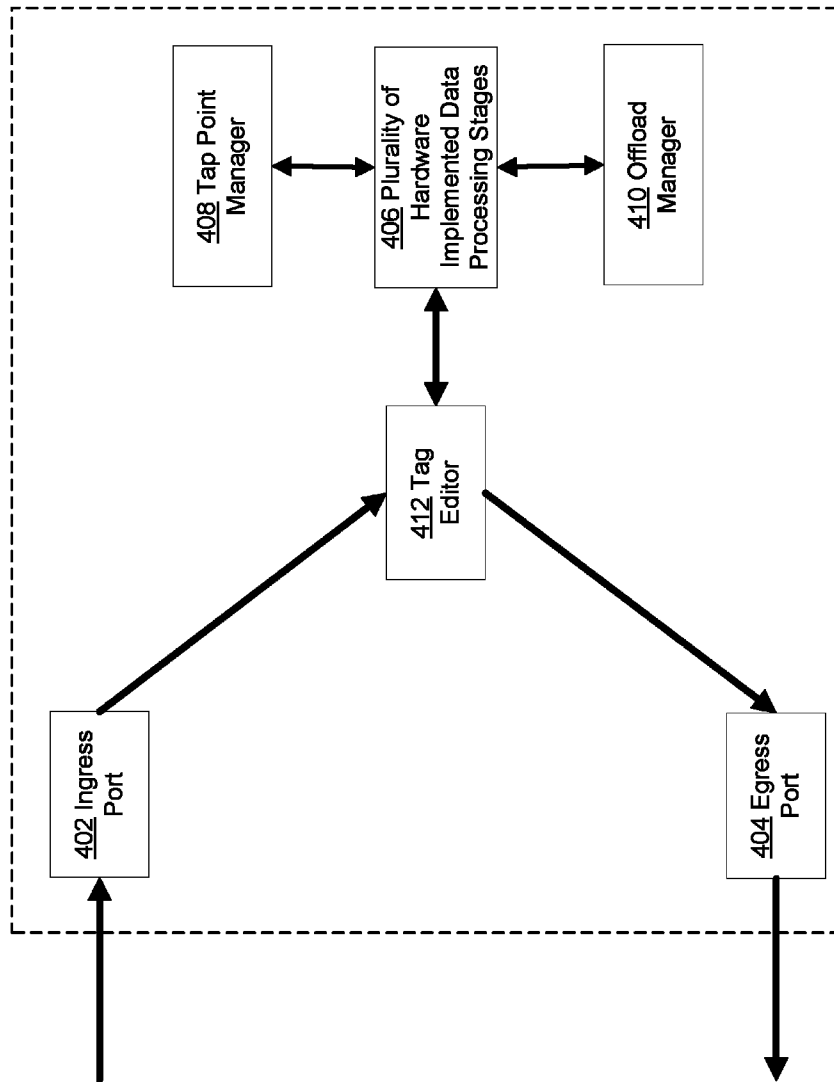 408 Tap Point
Manager
406 Plurality of
Hardware
Implemented Data
Processing Stages
410 Offload
Manager
412 Tag
Editor
402 Ingress
Port
404 Egress
Port